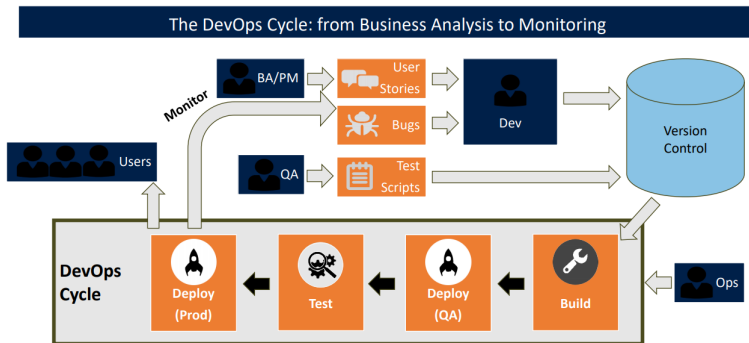 The DevOps Cycle: from Business Analysis to Monitoring
BA/PM
User
Stories
Monitor
Bugs
Dev
Version
Control
Users
QA
Test
Scripts
DevOps
Cycle
Deploy
(Prod)
Test
Deploy
(QA)
Build
Ops